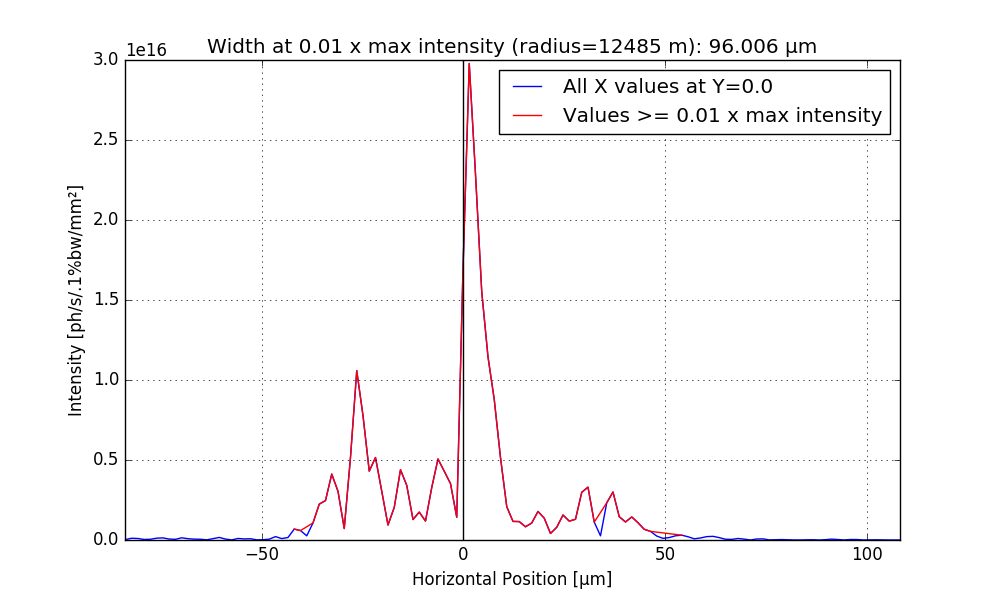 Width at 0.01 x max intensity (radius=12485 m): 96.006 µm
1e16
3.0
2.5
2.0
1.5
1.0
0.5
0.0
Intensity [ph/s/.1%bw/mm²]
All X values at Y=0.0
Values >= 0.01 x max intensity
−50
0
50
100
Horizontal Position [µm]